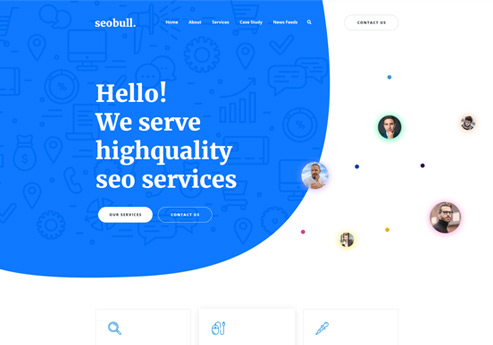 seobull.
Home About Services Case Study News Feeds
CONTACT US
Hello!
We serve
highquality
seo services
OUR SERVICES
CONTACT US